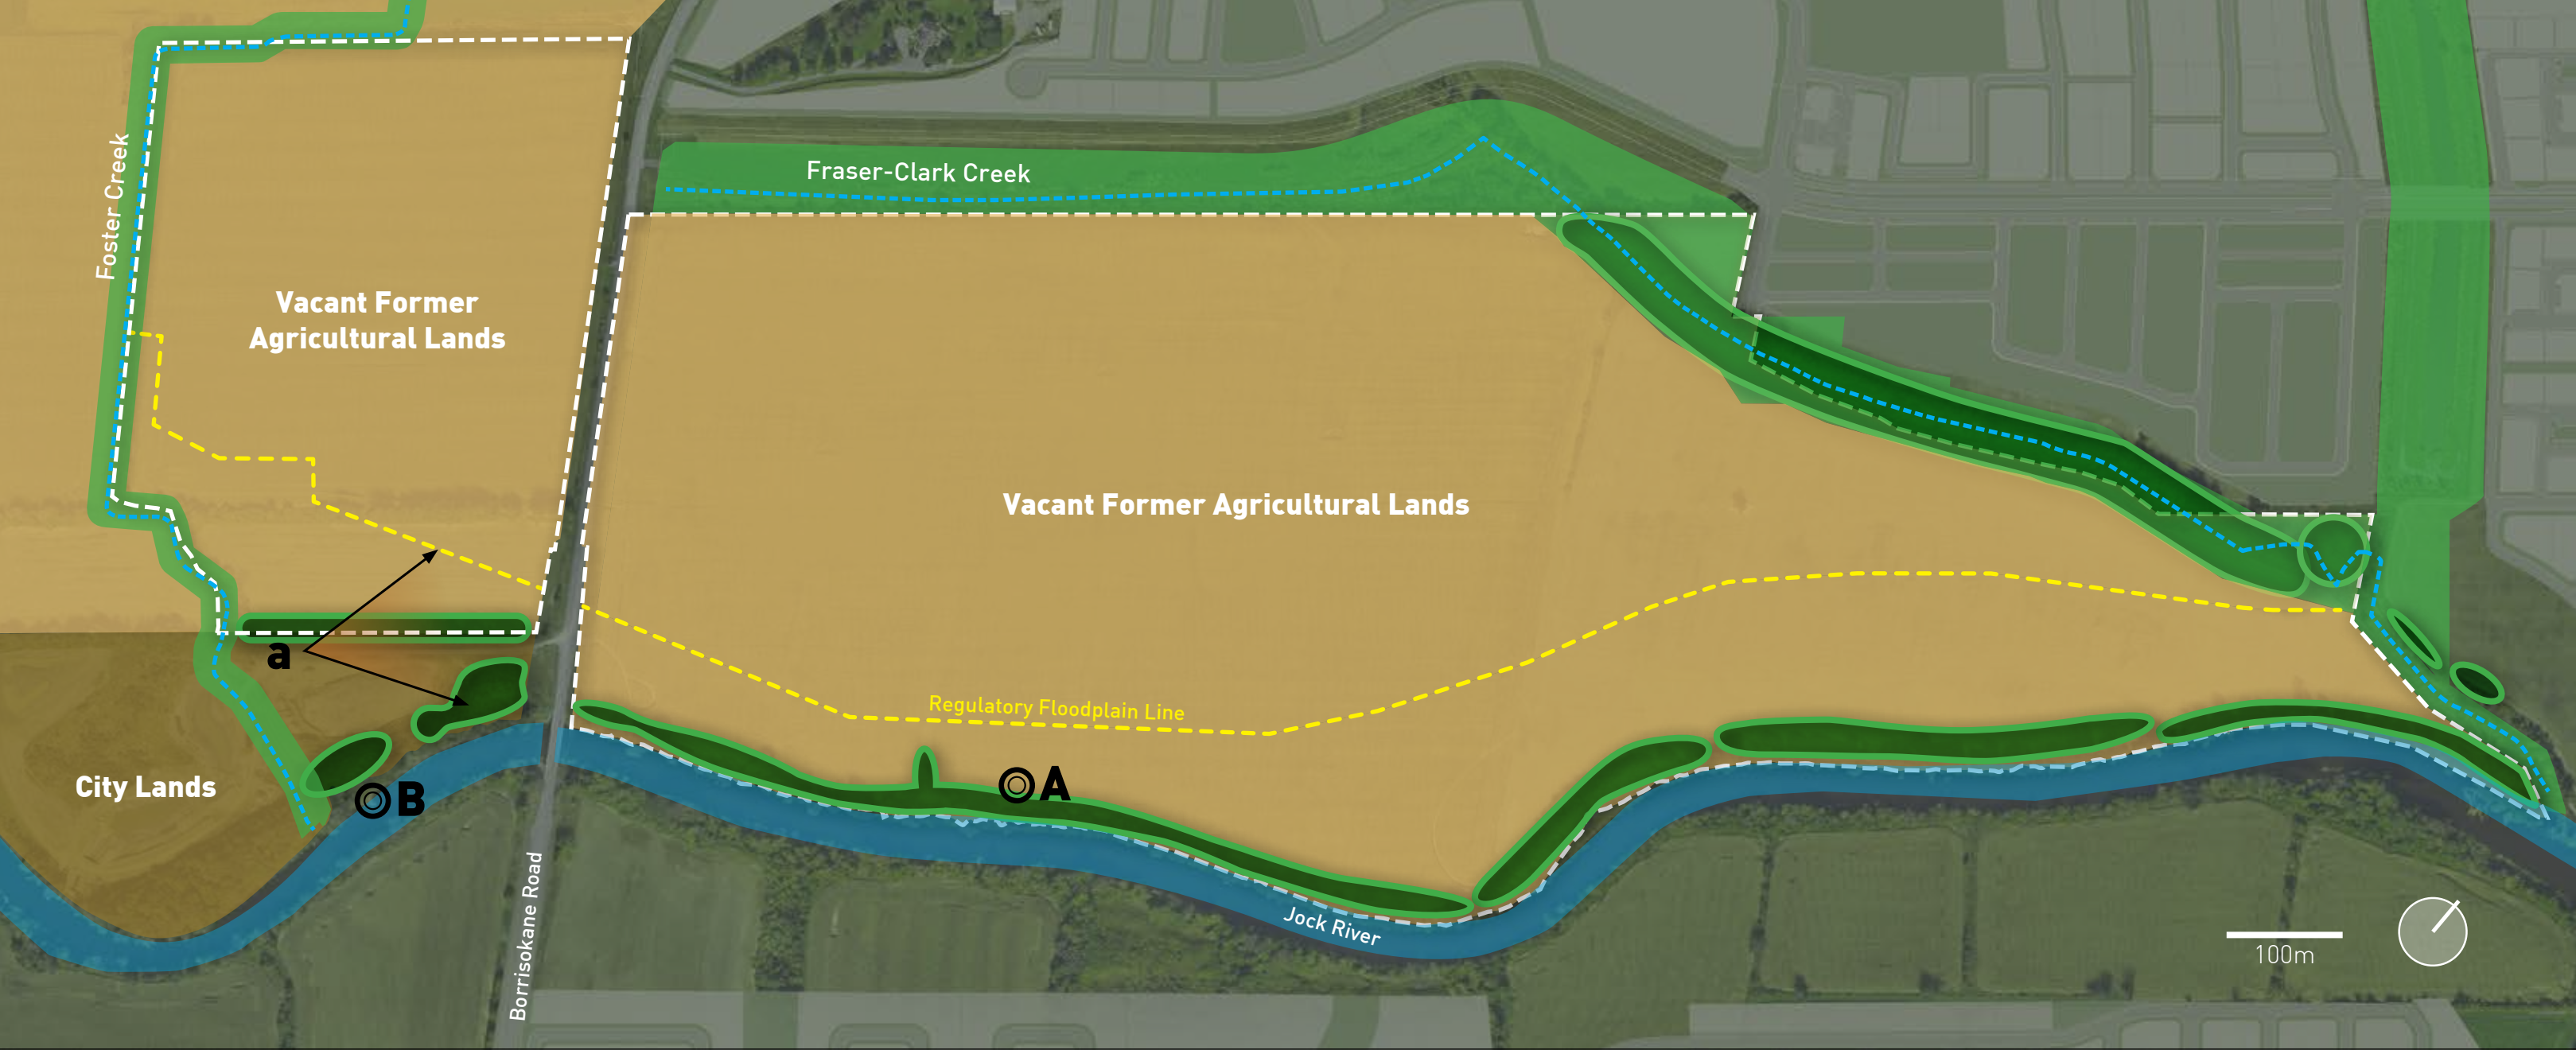 Fraser-Clark Creek
Foster Creek
Vacant Former
Agricultural Lands
Vacant Former Agricultural Lands
a
Regulatory Floodplain Line
City Lands
B
A
Borrisokane Road
Jock River
100m